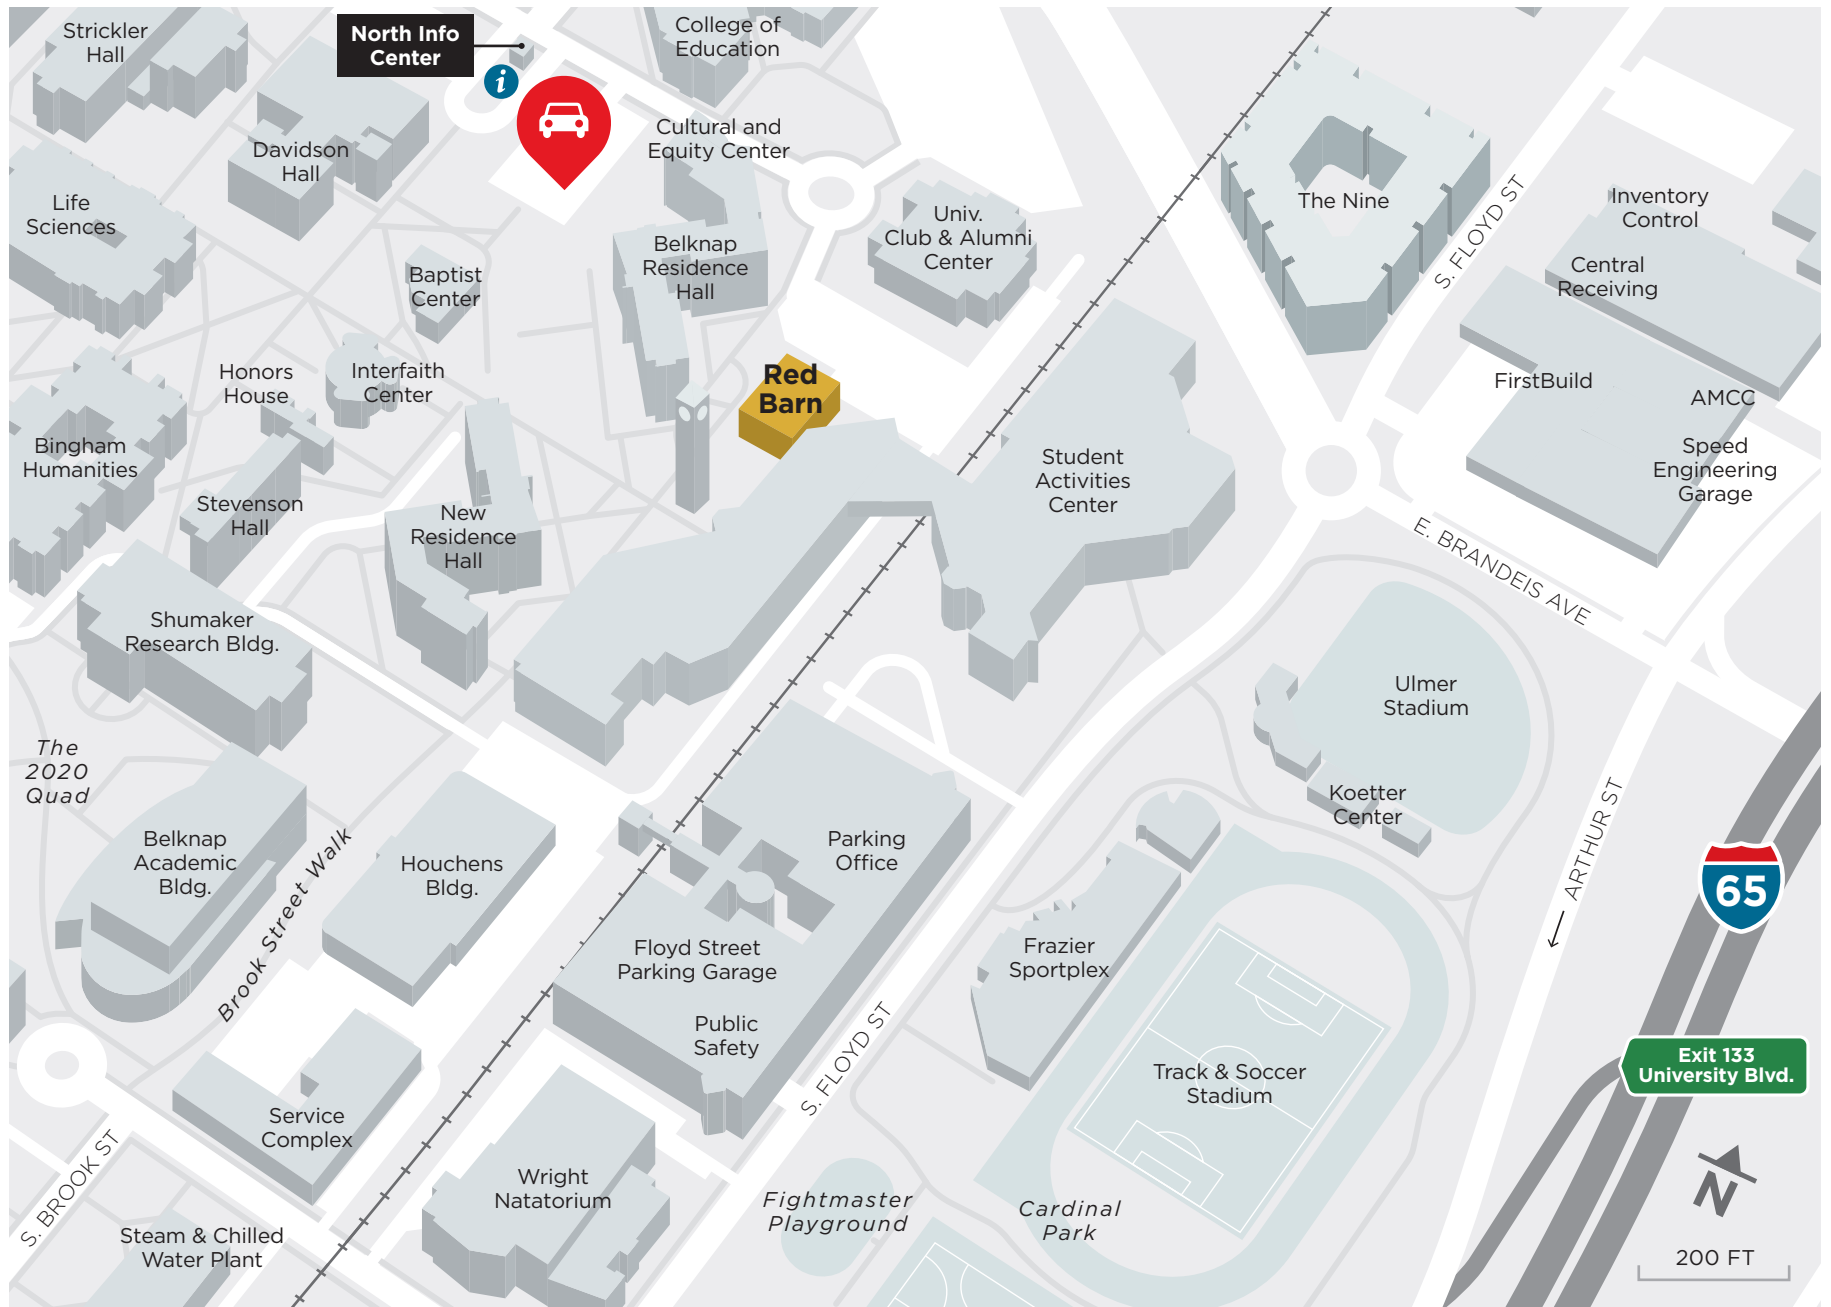 Strickler
Hall
North Info
Center
i
College of
Education
Davidson
Hall
Cultural and
Equity Center
Life
Sciences
Baptist
Center
Belknap
Residence
Hall
Univ.
Club & Alumni
Center
The Nine
S. FLOYD ST
Inventory
Control
Central
Receiving
Honors
House
Interfaith
Center
Red
Barn
FirstBuild
AMCC
Bingham
Humanities
Stevenson
Hall
New
Residence
Hall
Student
Activities
Center
Speed
Engineering
Garage
E. BRANDEIS AVE
Shumaker
Research Bldg.
Ulmer
Stadium
The
2020
Quad
Koetter
Center
Belknap
Academic
Bldg.
Brook Street Walk
Houchens
Bldg.
Parking
Office
ARTHUR ST
65
Floyd Street
Parking Garage
Frazier
Sportplex
Public
Safety
S. FLOYD ST
Exit 133
University Blvd.
Track & Soccer
Stadium
Service
Complex
S. BROOK ST
Wright
Natatorium
Fightmaster
Playground
Cardinal
Park
N
Steam & Chilled
Water Plant
200 FT